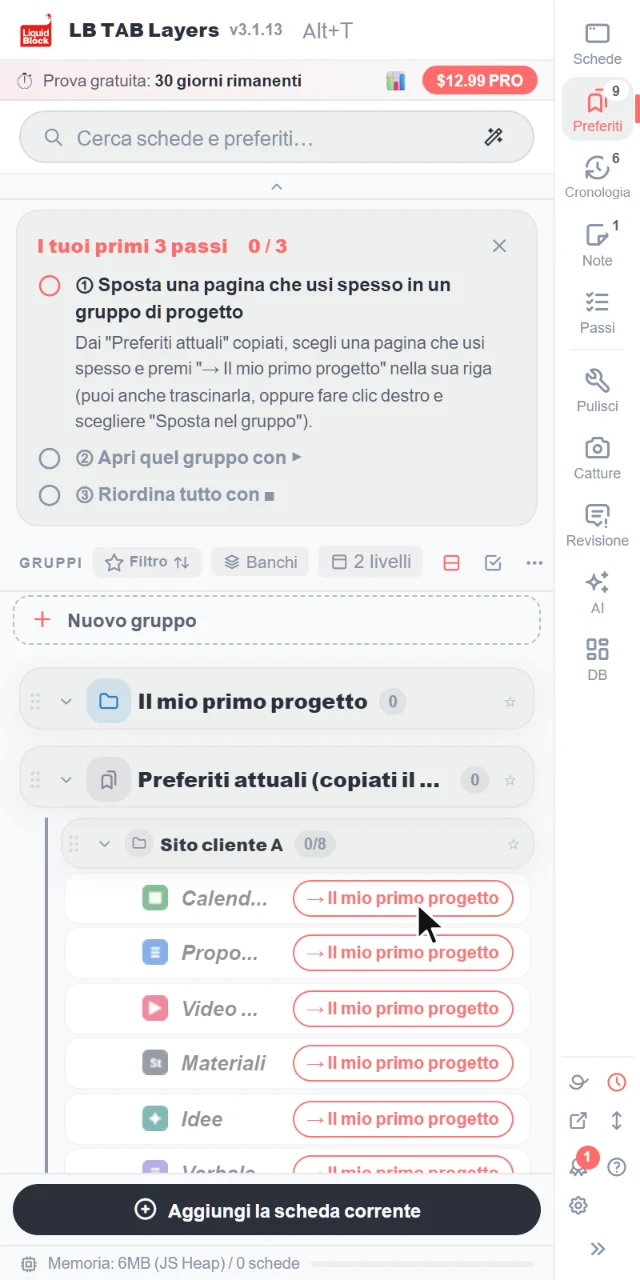 Liquid Block
LB TAB Layers v3.1.13 Alt+T
Prova gratuita: 30 giorni rimanenti
$12.99 PRO
Cerca schede e preferiti…
I tuoi primi 3 passi 0 / 3
① Sposta una pagina che usi spesso in un
gruppo di progetto
Dai "Preferiti attuali" copiati, scegli una pagina che usi
spesso e premi "→ Il mio primo progetto" nella sua riga
(puoi anche trascinarla, oppure fare clic destro e
scegliere "Sposta nel gruppo").
② Apri quel gruppo con ▶
③ Riordina tutto con ■
GRUPPI Filtro Banchi 2 livelli
Nuovo gruppo
Il mio primo progetto 0
Preferiti attuali (copiati il ... 0
Sito cliente A 0/8
Calend... → Il mio primo progetto
Propo... → Il mio primo progetto
Video ... → Il mio primo progetto
St Materiali → Il mio primo progetto
Idee → Il mio primo progetto
Verbale → Il mio primo progetto
Aggiungi la scheda corrente
Memoria: 6MB (JS Heap) / 0 schede
Schede
9
Preferiti
6
Cronologia
1
Note
Passi
Pulisci
Catture
Revisione
AI
DB
1